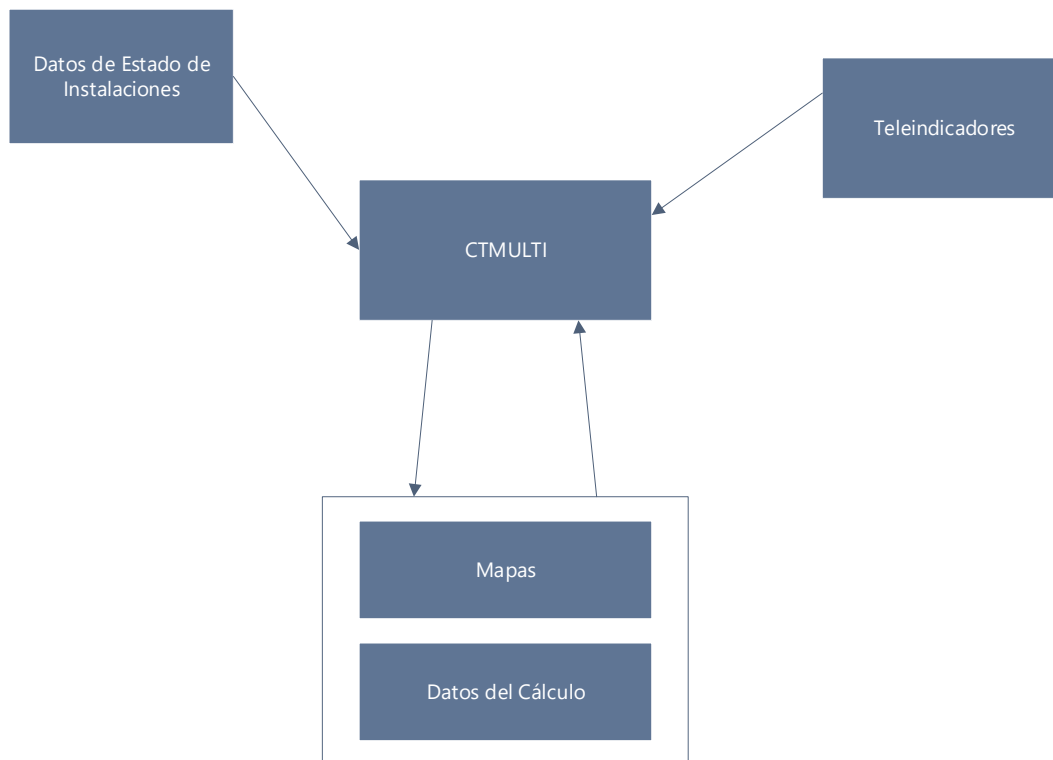 Datos de Estado de
Instalaciones
Teleindicadores
CTMULTI
Mapas
Datos del Cálculo